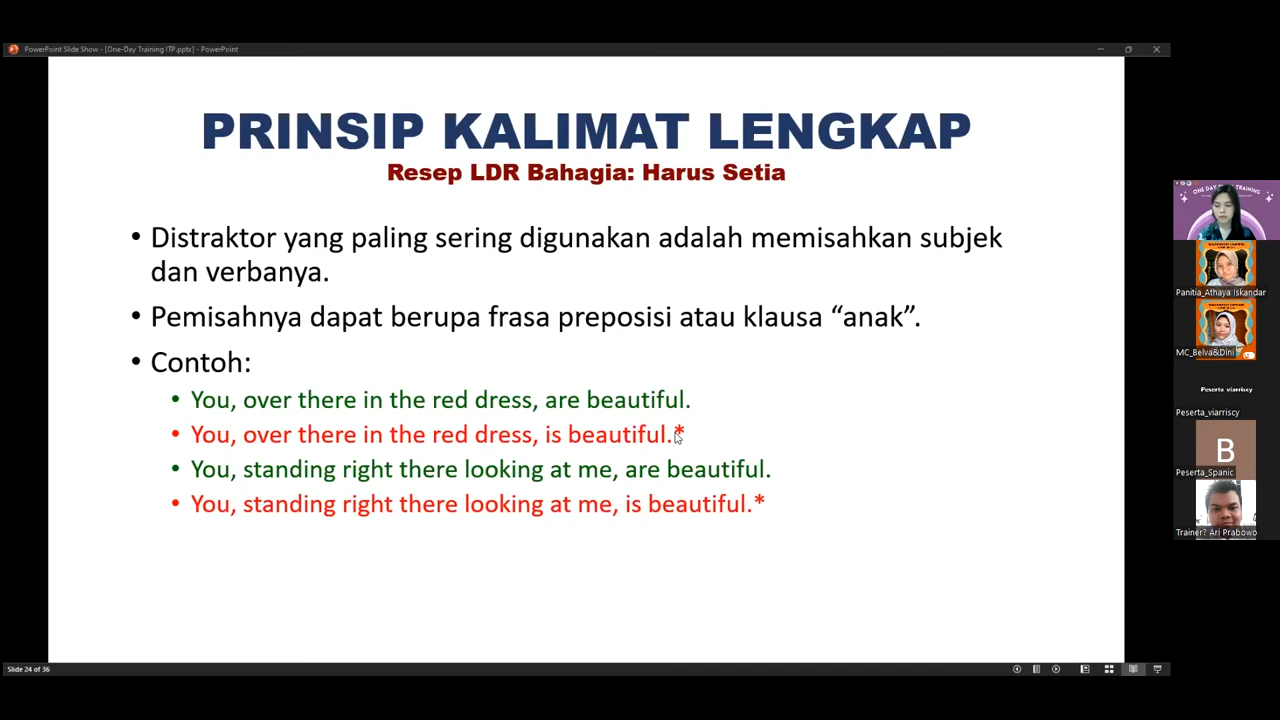 PowerPoint Slide Show - [One-Day Training ITP.pptx] - PowerPoint
PRINSIP KALIMAT LENGKAP
Resep LDR Bahagia: Harus Setia
• Distraktor yang paling sering digunakan adalah memisahkan subjek
dan verbanya.
• Pemisahnya dapat berupa frasa preposisi atau klausa “anak”.
• Contoh:
• You, over there in the red dress, are beautiful.
• You, over there in the red dress, is beautiful.*
• You, standing right there looking at me, are beautiful.
• You, standing right there looking at me, is beautiful.*
Slide 24 of 36
Panitia_Athaya Iskandar
MC_Belva&Dini
Peserta viarriscy
Peserta_viarriscy
B
Peserta_Spanic
Trainer? Ari Prabowo